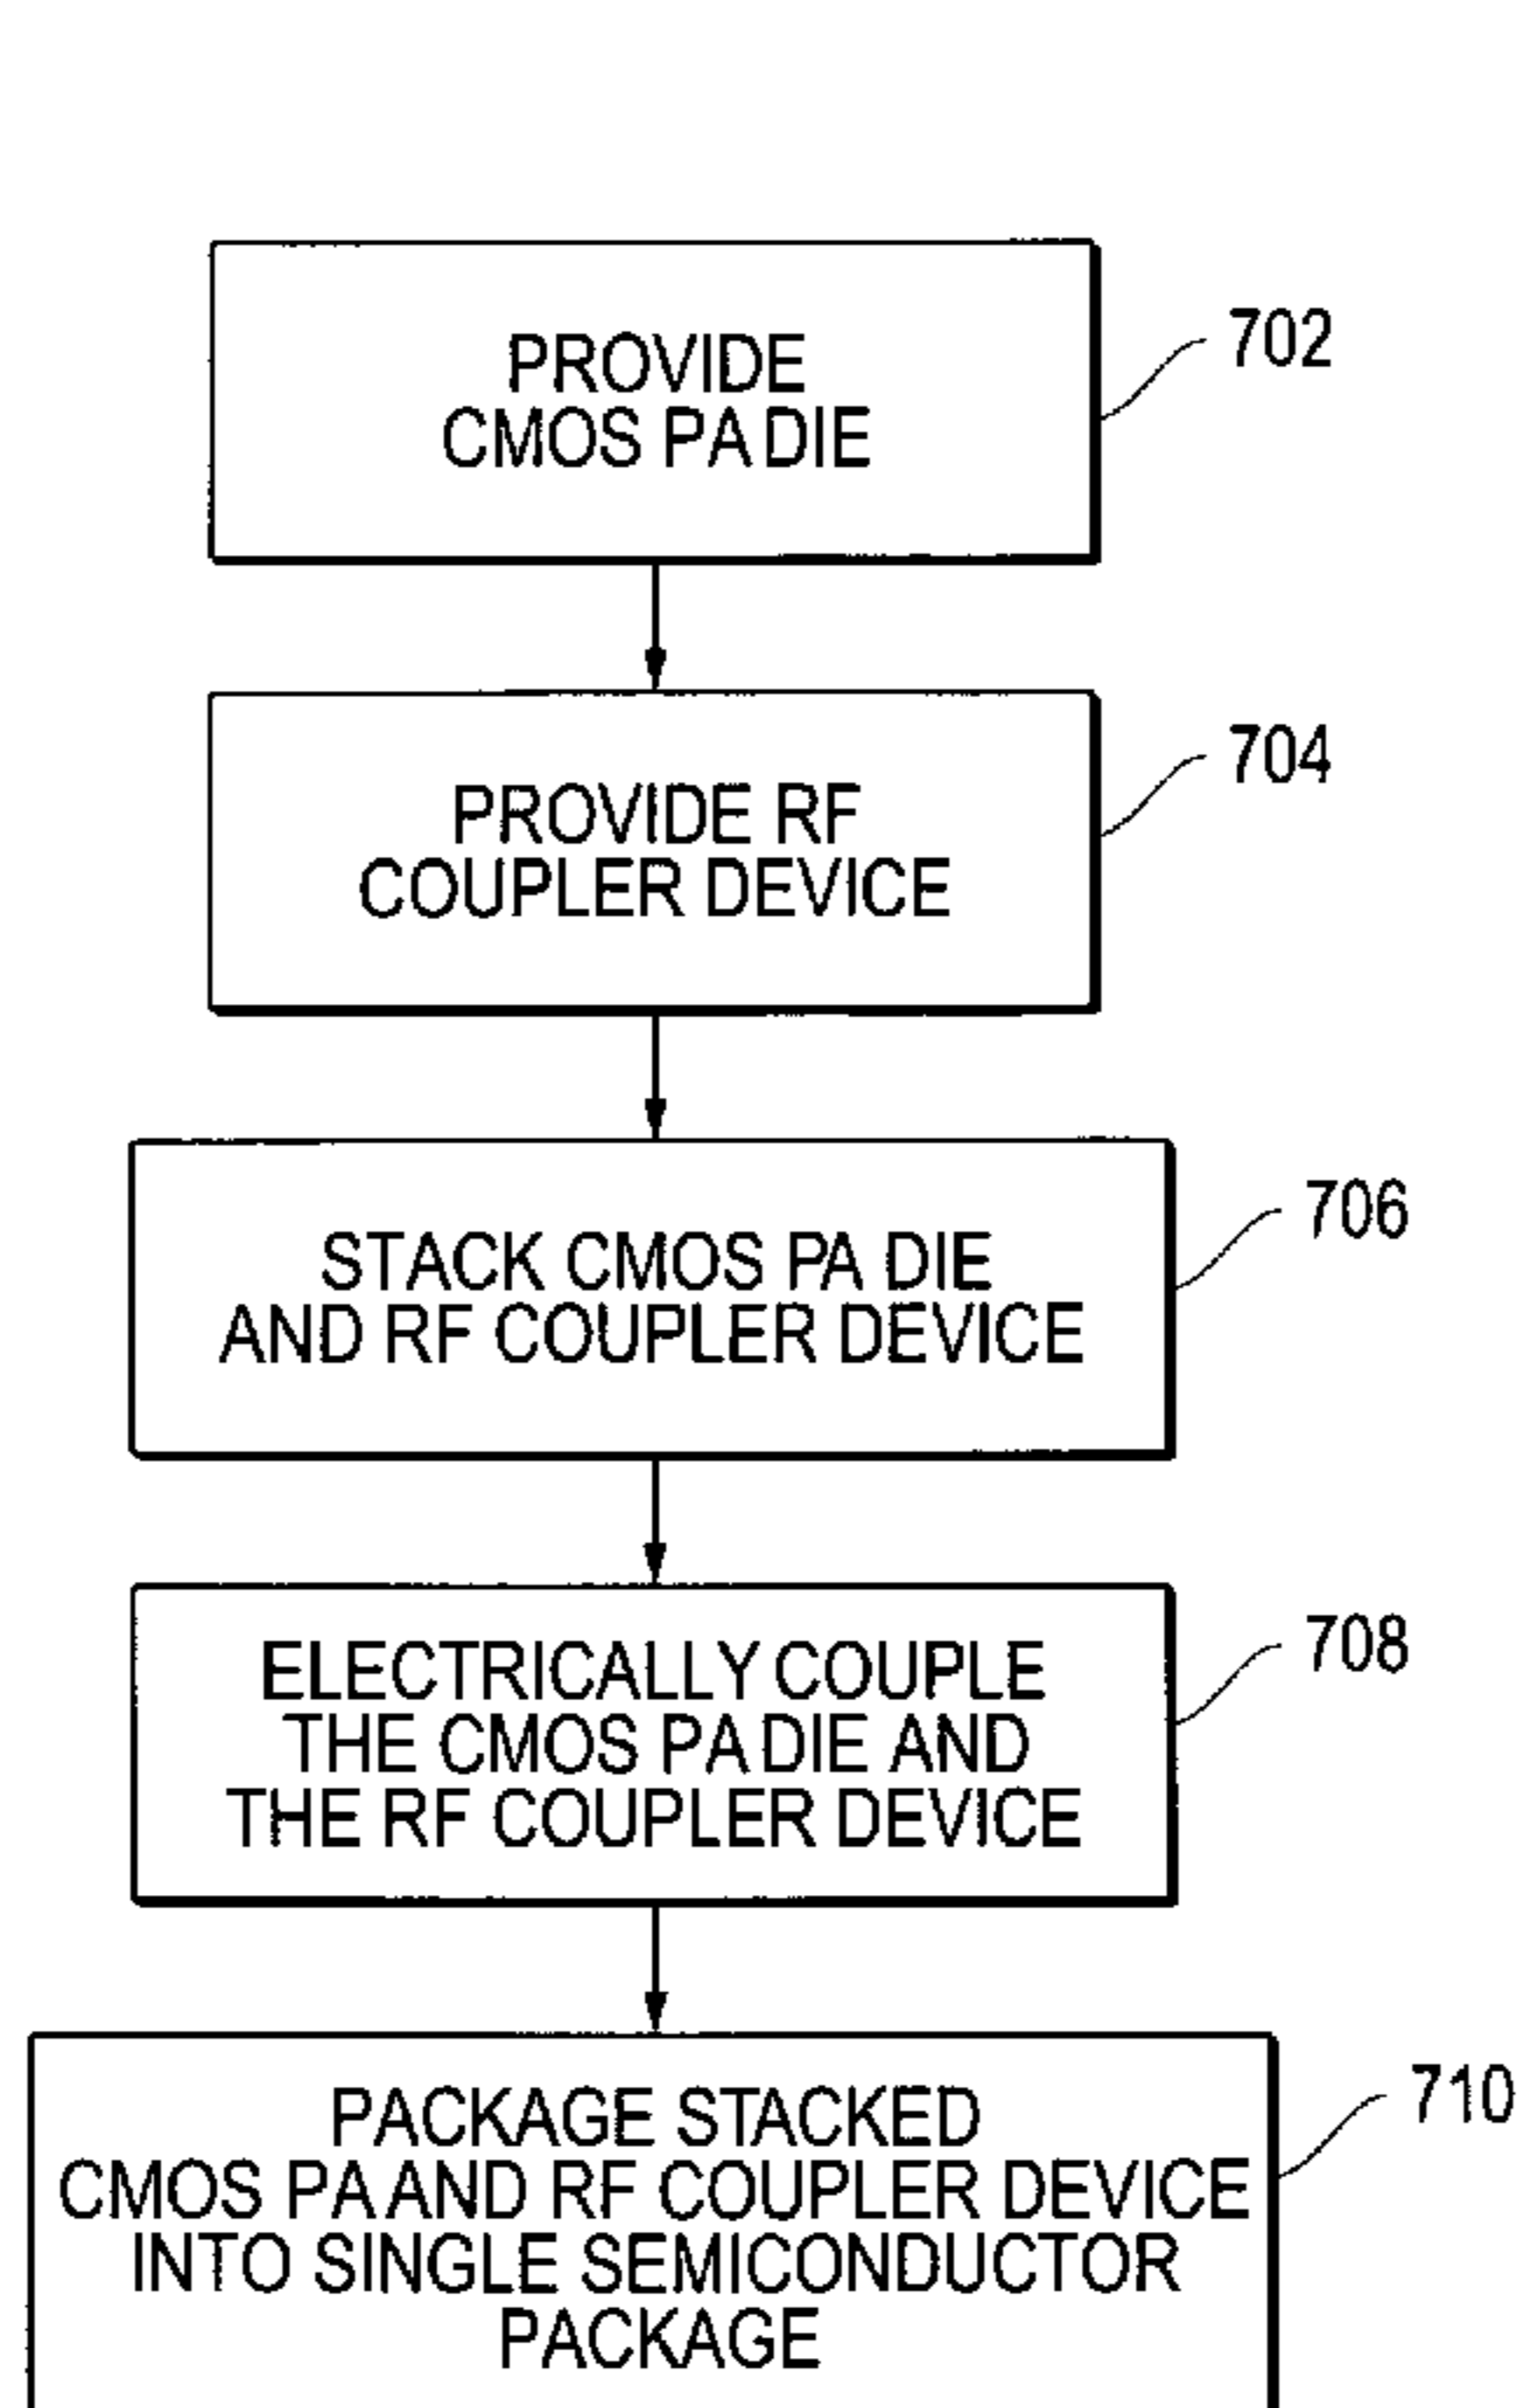 PROVIDE
CMOS PA DIE
702
PROVIDE RF
COUPLER DEVICE
704
STACK CMOS PA DIE
AND RF COUPLER DEVICE
706
ELECTRICALLY COUPLE
THE CMOS PA DIE AND
THE RF COUPLER DEVICE
708
PACKAGE STACKED
CMOS PA AND RF COUPLER DEVICE
INTO SINGLE SEMICONDUCTOR
PACKAGE
710